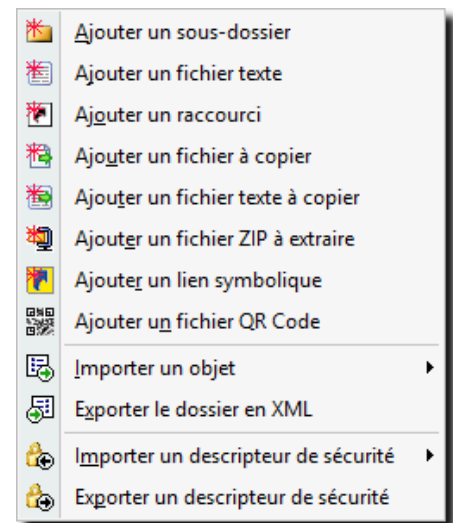 Ajouter un sous-dossier
Ajouter un fichier texte
Ajouter un raccourci
Ajouter un fichier à copier
Ajouter un fichier texte à copier
Ajouter un fichier ZIP à extraire
Ajouter un lien symbolique
Ajouter un fichier QR Code
Importer un objet
Exporter le dossier en XML
Importer un descripteur de sécurité
Exporter un descripteur de sécurité